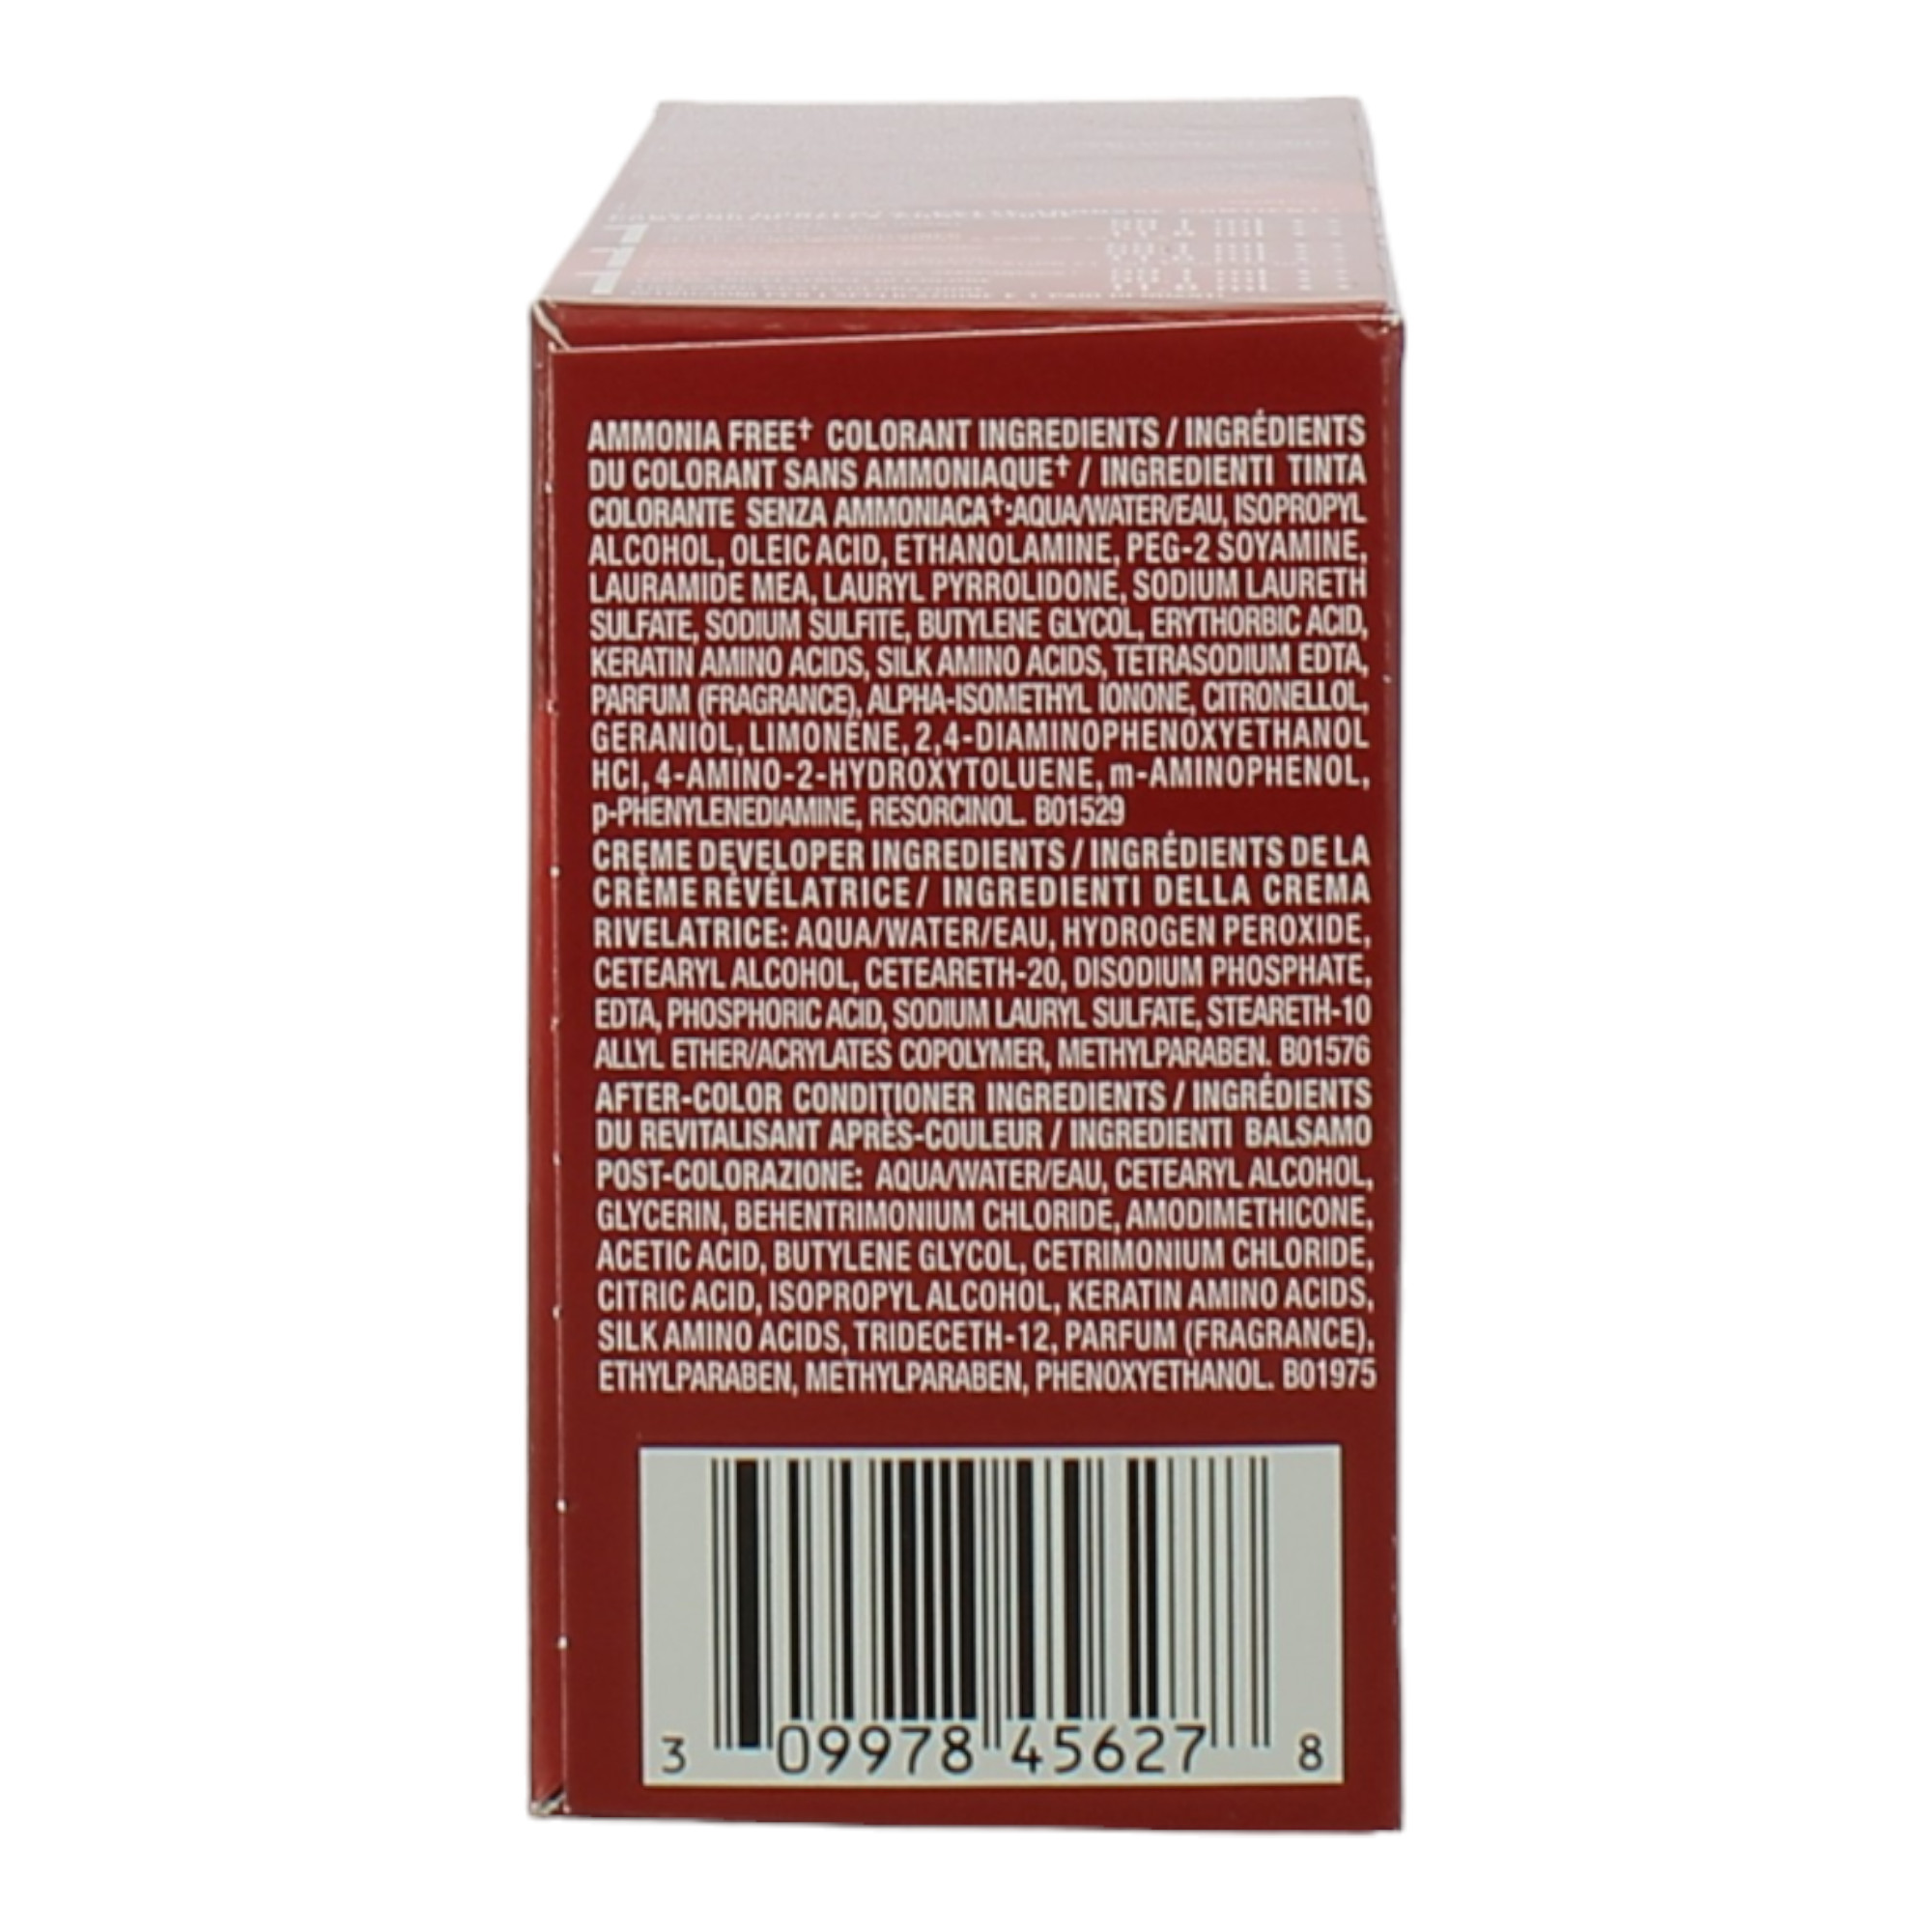 AMMONIA FREE† COLORANT INGREDIENTS / INGRÉDIENTS
DU COLORANT SANS AMMONIAQUE† / INGREDIENTI TINTA
COLORANTE SENZA AMMONIACA†:AQUA/WATER/EAU, ISOPROPYL
ALCOHOL, OLEIC ACID, ETHANOLAMINE, PEG-2 SOYAMINE,
LAURAMIDE MEA, LAURYL PYRROLIDONE, SODIUM LAURETH
SULFATE, SODIUM SULFITE, BUTYLENE GLYCOL, ERYTHORBIC ACID,
KERATIN AMINO ACIDS, SILK AMINO ACIDS, TETRASODIUM EDTA,
PARFUM (FRAGRANCE), ALPHA-ISOMETHYL IONONE, CITRONELLOL,
GERANIOL, LIMONENE, 2,4-DIAMINOPHENOXYETHANOL
HCl, 4-AMINO-2-HYDROXYTOLUENE, m-AMINOPHENOL,
p-PHENYLENEDIAMINE, RESORCINOL. B01529
CREME DEVELOPER INGREDIENTS / INGRÉDIENTS DE LA
CRÈME RÉVÉLATRICE / INGREDIENTI DELLA CREMA
RIVELATRICE: AQUA/WATER/EAU, HYDROGEN PEROXIDE,
CETEARYL ALCOHOL, CETEARETH-20, DISODIUM PHOSPHATE,
EDTA, PHOSPHORIC ACID, SODIUM LAURYL SULFATE, STEARETH-10
ALLYL ETHER/ACRYLATES COPOLYMER, METHYLPARABEN. B01576
AFTER-COLOR CONDITIONER INGREDIENTS / INGRÉDIENTS
DU REVITALISANT APRÈS-COULEUR / INGREDIENTI BALSAMO
POST-COLORAZIONE: AQUA/WATER/EAU, CETEARYL ALCOHOL,
GLYCERIN, BEHENTRIMONIUM CHLORIDE, AMODIMETHICONE,
ACETIC ACID, BUTYLENE GLYCOL, CETRIMONIUM CHLORIDE,
CITRIC ACID, ISOPROPYL ALCOHOL, KERATIN AMINO ACIDS,
SILK AMINO ACIDS, TRIDECETH-12, PARFUM (FRAGRANCE),
ETHYLPARABEN, METHYLPARABEN, PHENOXYETHANOL. B01975
3 09978 45627 8